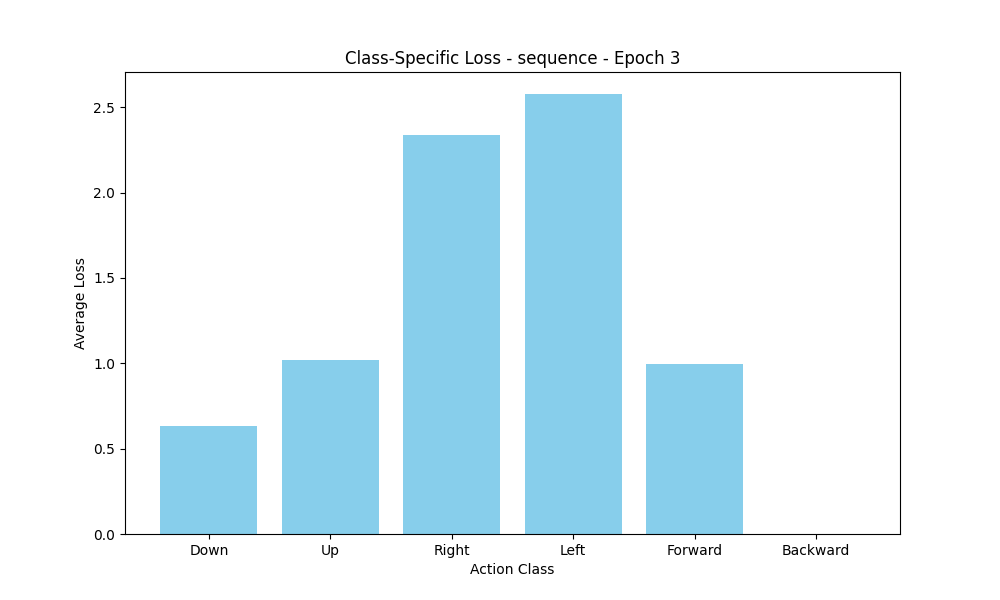 Class-Specific Loss - sequence - Epoch 3
2.5
2.0
1.5
1.0
0.5
0.0
Average Loss
Down Up Right Left Forward Backward
Action Class